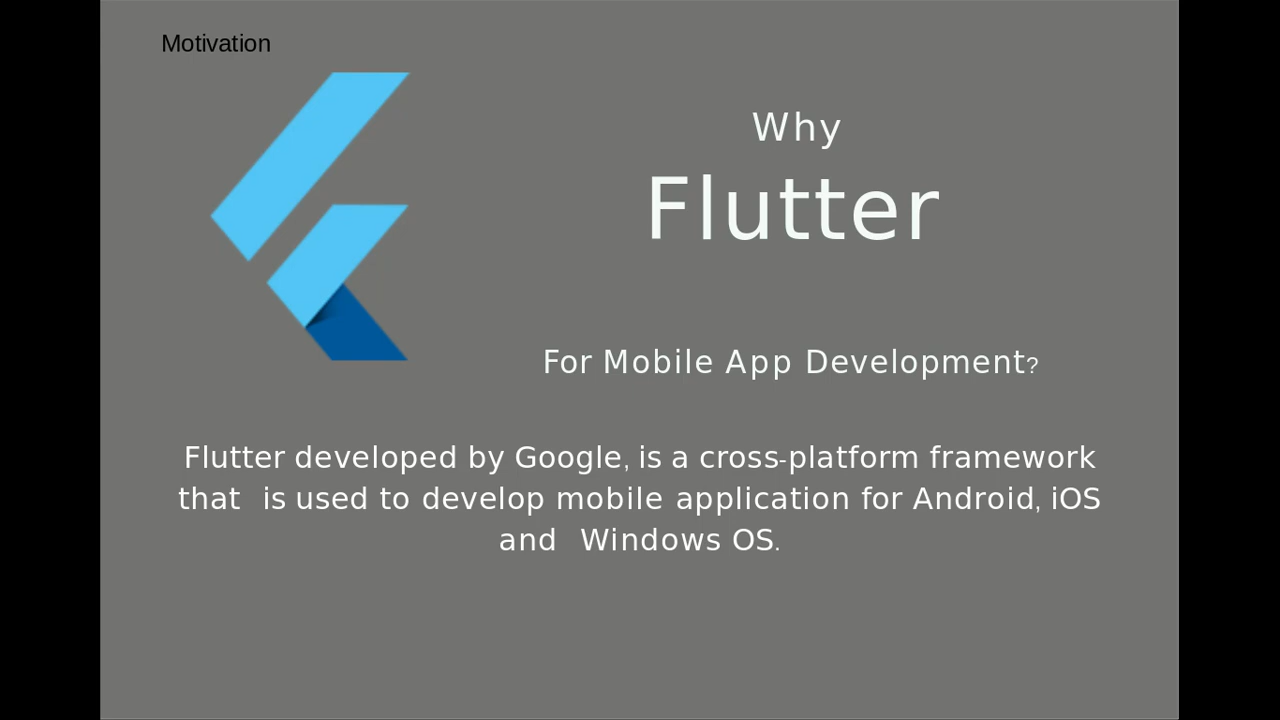 Motivation
Why
Flutter
For Mobile App Development?
Flutter developed by Google, is a cross-platform framework
that is used to develop mobile application for Android, iOS
and Windows OS.